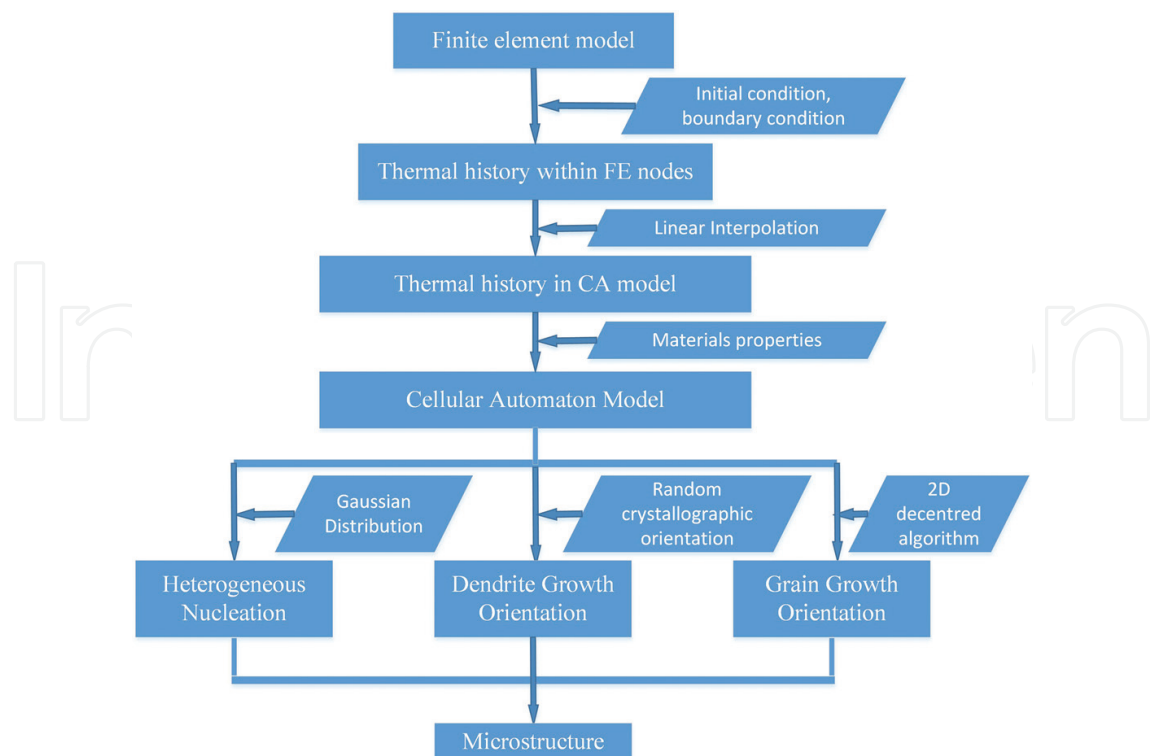 Finite element model
Initial condition,
boundary condition
Thermal history within FE nodes
Linear Interpolation
Thermal history in CA model
Materials properties
Cellular Automaton Model
Gaussian
Distribution
Random
crystallographic
orientation
2D
decentred
algorithm
Heterogeneous
Nucleation
Dendrite Growth
Orientation
Grain Growth
Orientation
Microstructure